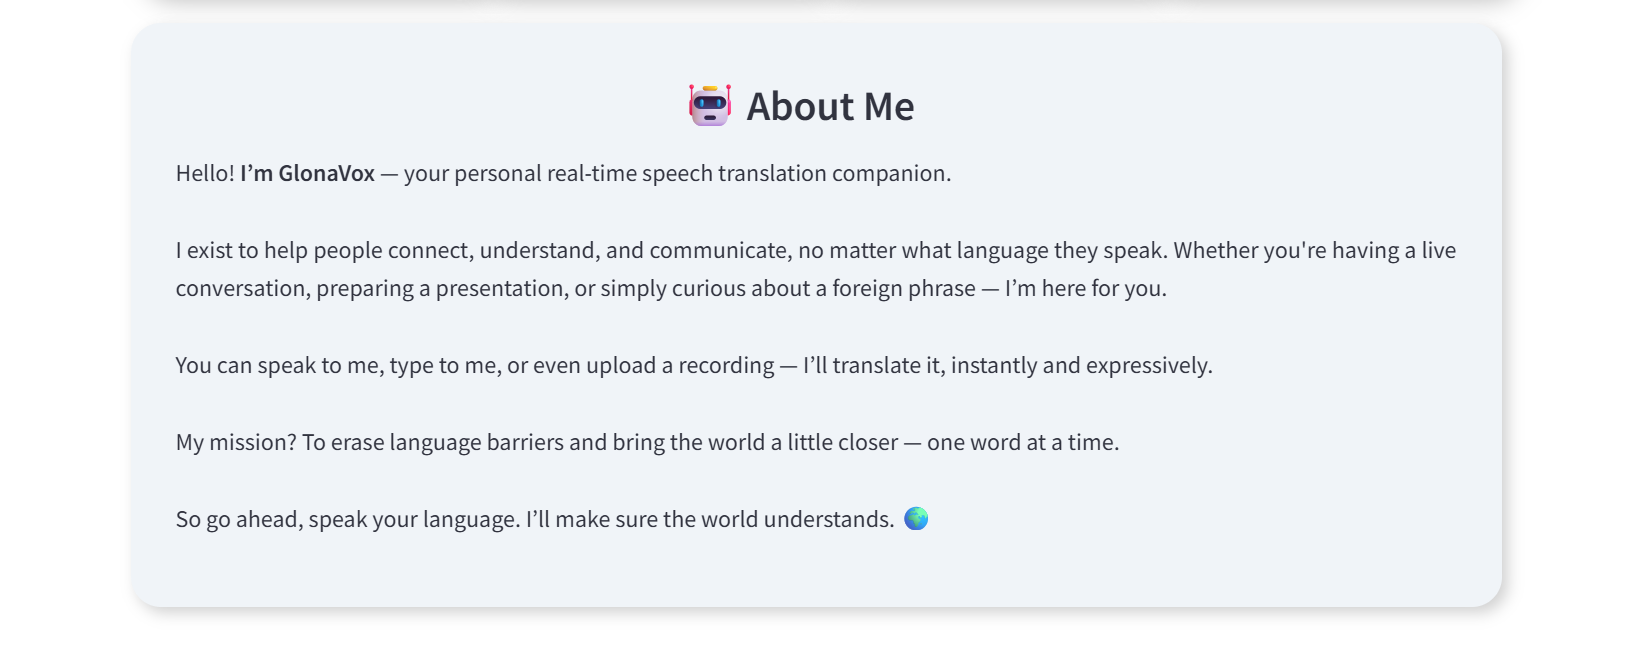 🤖 About Me
Hello! I’m GlonaVox — your personal real-time speech translation companion.
I exist to help people connect, understand, and communicate, no matter what language they speak. Whether you're having a live
conversation, preparing a presentation, or simply curious about a foreign phrase — I’m here for you.
You can speak to me, type to me, or even upload a recording — I’ll translate it, instantly and expressively.
My mission? To erase language barriers and bring the world a little closer — one word at a time.
So go ahead, speak your language. I’ll make sure the world understands. 🌍